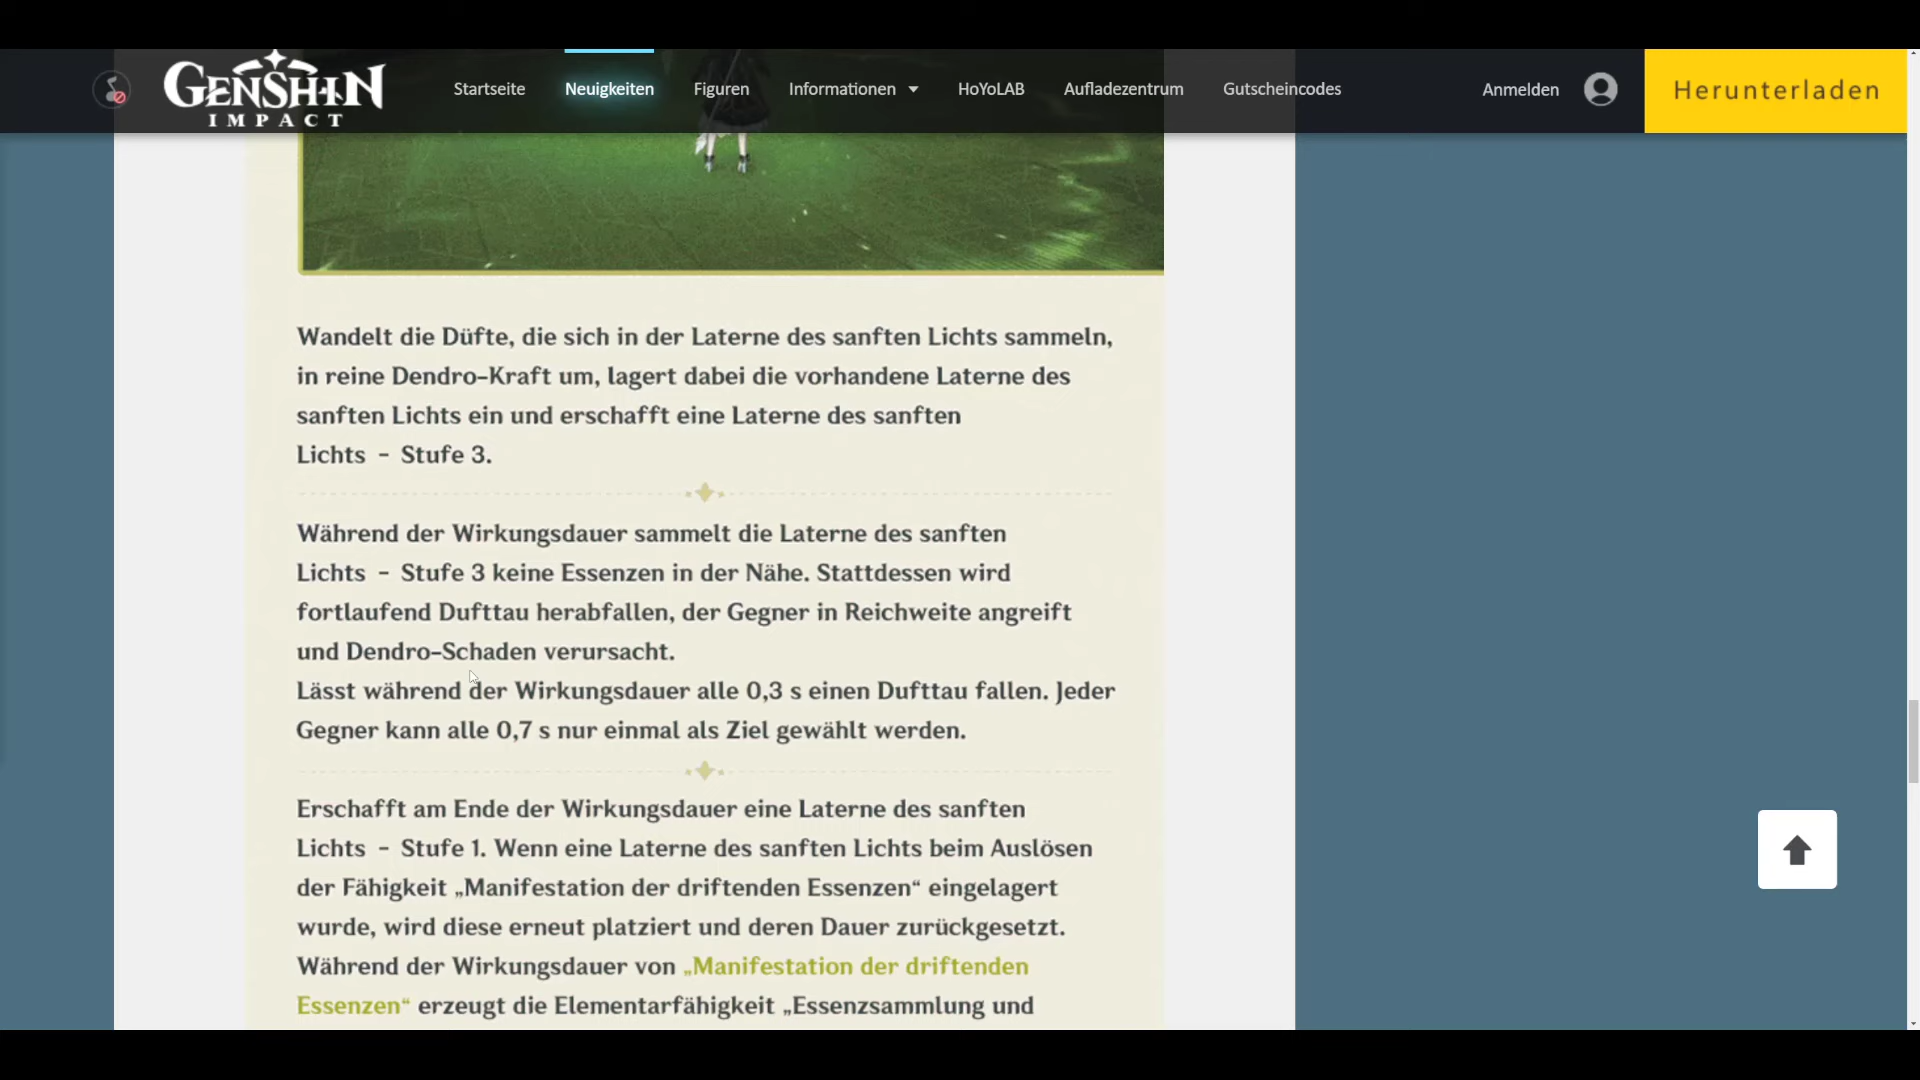 GENSHIN
IMPACT
Startseite
Neuigkeiten
Figuren
Informationen
HoYoLAB
Aufladezentrum
Gutscheincodes
Anmelden
Herunterladen
Wandelt die Düfte, die sich in der Laterne des sanften Lichts sammeln,
in reine Dendro-Kraft um, lagert dabei die vorhandene Laterne des
sanften Lichts ein und erschafft eine Laterne des sanften
Lichts - Stufe 3.
Während der Wirkungsdauer sammelt die Laterne des sanften
Lichts - Stufe 3 keine Essenzen in der Nähe. Stattdessen wird
fortlaufend Dufttau herabfallen, der Gegner in Reichweite angreift
und Dendro-Schaden verursacht.
Lässt während der Wirkungsdauer alle 0,3 s einen Dufttau fallen. Jeder
Gegner kann alle 0,7 s nur einmal als Ziel gewählt werden.
Erschafft am Ende der Wirkungsdauer eine Laterne des sanften
Lichts - Stufe 1. Wenn eine Laterne des sanften Lichts beim Auslösen
der Fähigkeit „Manifestation der driftenden Essenzen“ eingelagert
wurde, wird diese erneut platziert und deren Dauer zurückgesetzt.
Während der Wirkungsdauer von „Manifestation der driftenden
Essenzen“ erzeugt die Elementarfähigkeit „Essenzsammlung und